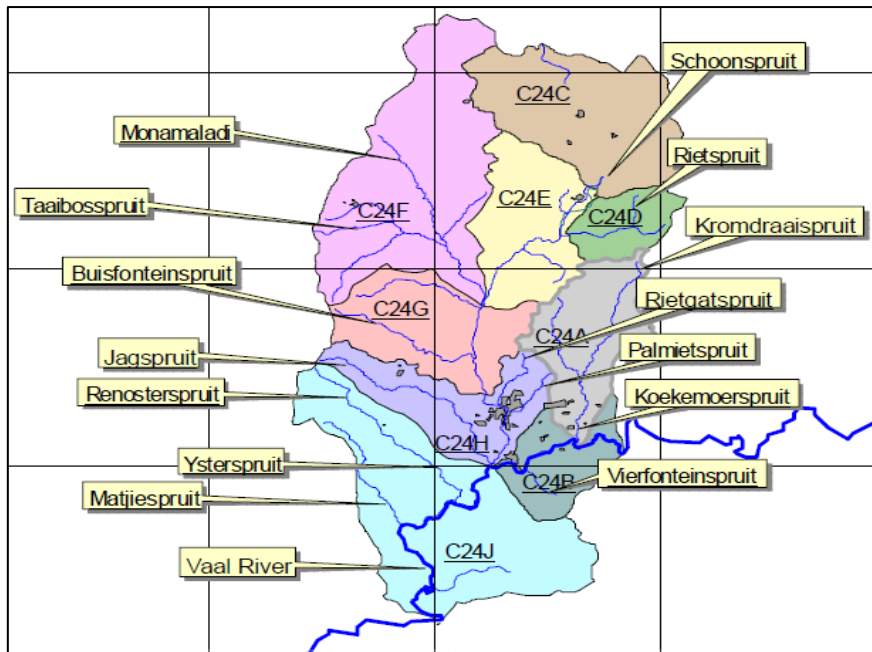 Schoonspruit
C24C
Monamaladi
Rietspruit
C24E
Taaibosspruit
C24F
C24D
Kromdraaispruit
Buisfonteinspruit
Rietgatspruit
C24G
C24A
Jagspruit
Palmietspruit
Renosterspruit
Koekemoerspruit
C24H
Ysterspruit
C24B
Vierfonteinspruit
Matjiespruit
C24J
Vaal River